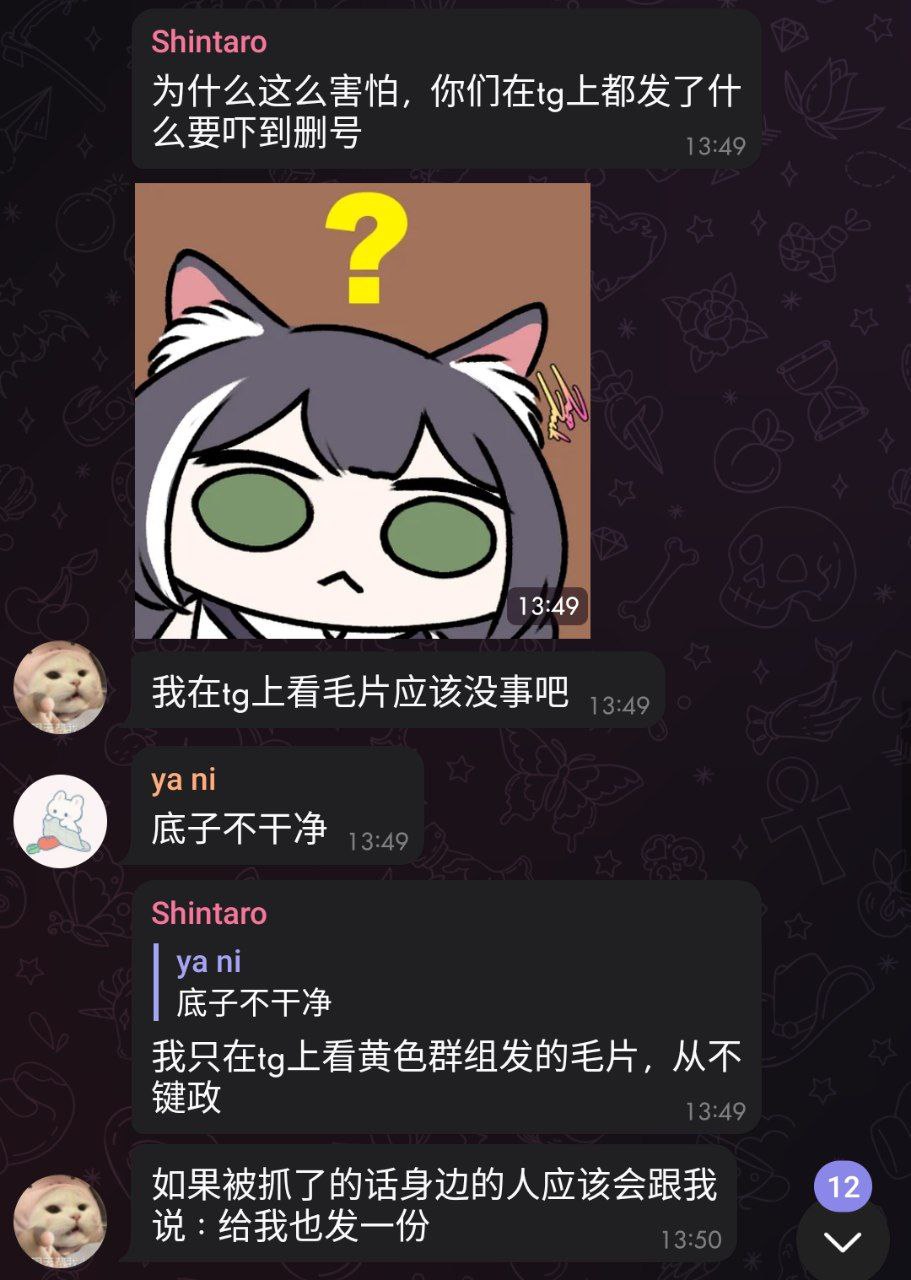 Shintaro
为什么这么害怕，你们在tg上都发了什
么要吓到删号
13:49
?
13:49
我在tg上看毛片应该没事吧
13:49
ya ni
底子不干净
13:49
Shintaro
ya ni
底子不干净
我只在tg上看黄色群组发的毛片，从不
键政
13:49
如果被抓了的话身边的人应该会跟我
说：给我也发一份
13:50
12